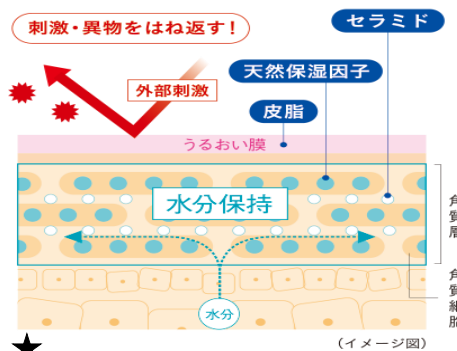 刺激・異物をはね返す!
セラミド
外部刺激
天然保湿因子
皮脂
うるおい膜
水分保持
角質層
角質細胞
水分
(イメージ図)